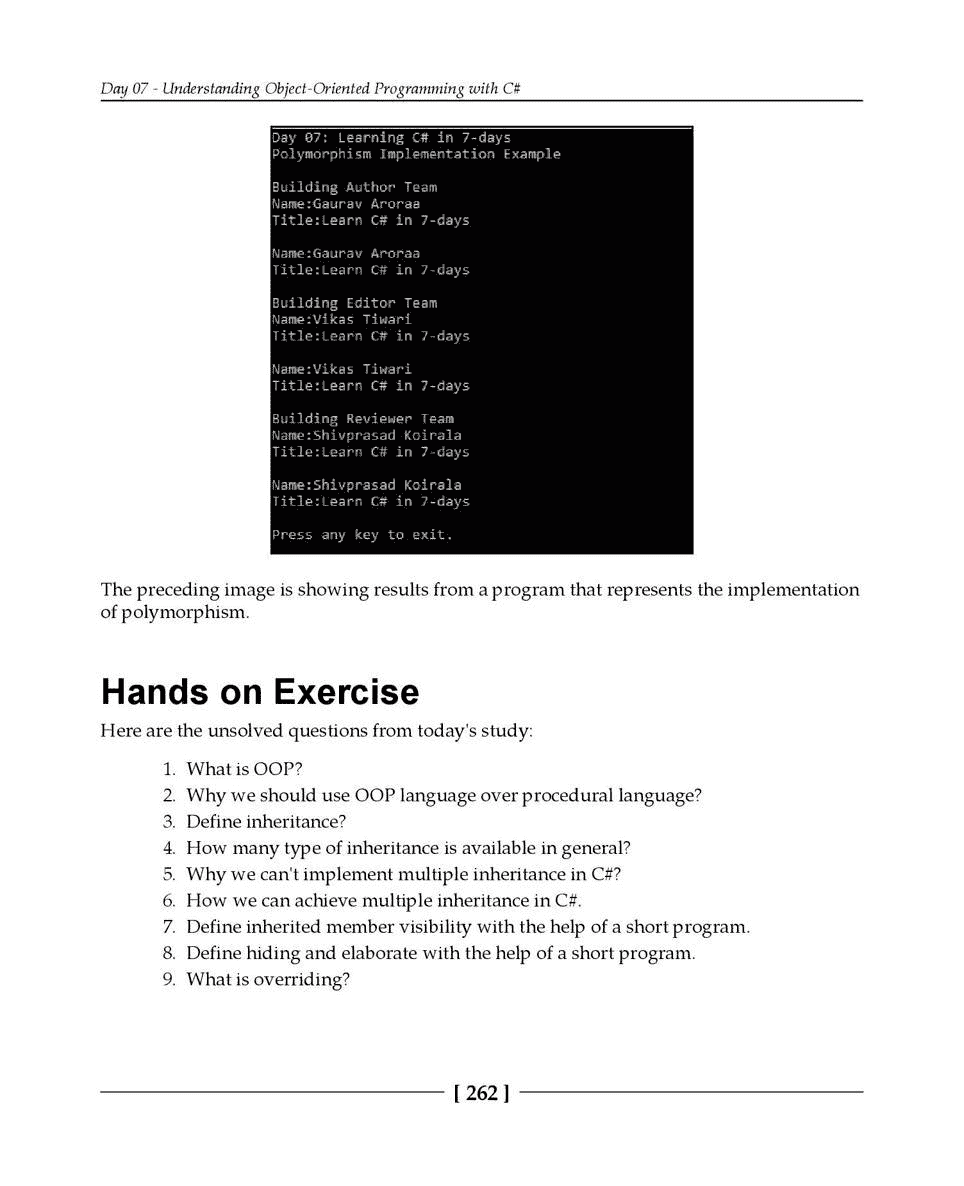 Day 07 - Understanding Object-Oriented Programming with C#
Day 07: Learning C# in 7-days
Polymorphism Implementation Example
Building Author Team
Name:Gaurav Aroraa
Title:Learn C# in 7-days
Name:Gaurav Aroraa
Title:Learn C# in 7-days
Building Editor Team
Name:Vikas Tiwari
Title:Learn C# in 7-days
Name:Vikas Tiwari
Title:Learn C# in 7-days
Building Reviewer Team
Name:Shivprasad Koirala
Title:Learn C# in 7-days
Name:Shivprasad Koirala
Title:Learn C# in 7-days
Press any key to exit.
The preceding image is showing results from a program that represents the implementation
of polymorphism.
Hands on Exercise
Here are the unsolved questions from today's study:
1. What is OOP?
2. Why we should use OOP language over procedural language?
3. Define inheritance?
4. How many type of inheritance is available in general?
5. Why we can't implement multiple inheritance in C#?
6. How we can achieve multiple inheritance in C#.
7. Define inherited member visibility with the help of a short program.
8. Define hiding and elaborate with the help of a short program.
9. What is overriding?
[ 262 ]